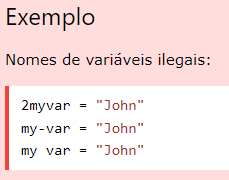 Exemplo
Nomes de variáveis ilegais:
2myvar = "John"
my-var = "John"
my var = "John"